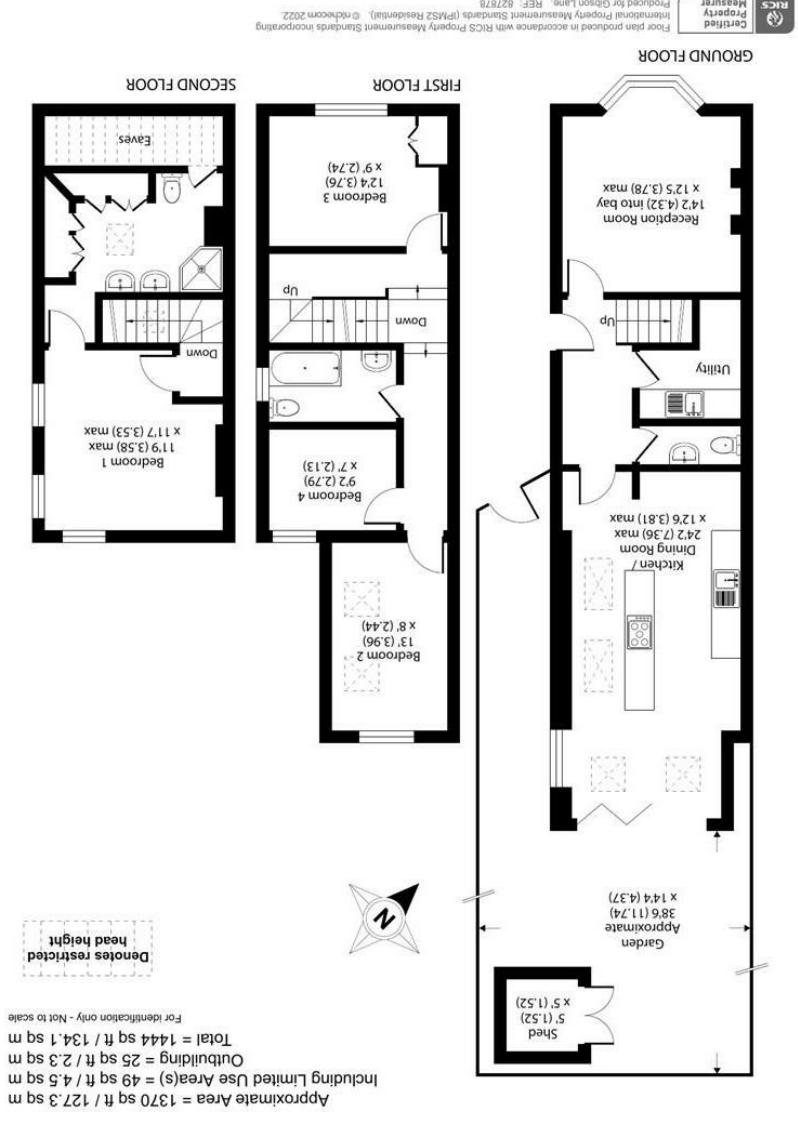 Approximate Area = 1370 sq ft / 127.3 sq m
Including Limited Use Area(s) = 49 sq ft / 4.5 sq m
Outbuilding = 25 sq ft / 2.3 sq m
Total = 1444 sq ft / 134.1 sq m
For identification only - Not to scale
Denotes restricted
head height
N
Shed
5' (1.52)
x 5' (1.52)
Garden
Approximate
38'6 (11.74)
x 14'4 (4.37)
Kitchen /
Dining Room
24'2 (7.36) max
x 12'6 (3.81) max
Utility
Up
Reception Room
14'2 (4.32) into bay
x 12'5 (3.78) max
GROUND FLOOR
Bedroom 2
13' (3.96)
x 8' (2.44)
Bedroom 4
9'2 (2.79)
x 7' (2.13)
Down
Up
Bedroom 3
12'4 (3.76)
x 9' (2.74)
FIRST FLOOR
Bedroom 1
11'9 (3.58) max
x 11'7 (3.53) max
Down
Eaves
SECOND FLOOR
Certified
Property
Measurer
RICS
Floor plan produced in accordance with RICS Property Measurement Standards incorporating
International Property Measurement Standards (IPMS2 Residential). © nichecom 2022.
Produced for Gibson Lane. REF: 827878